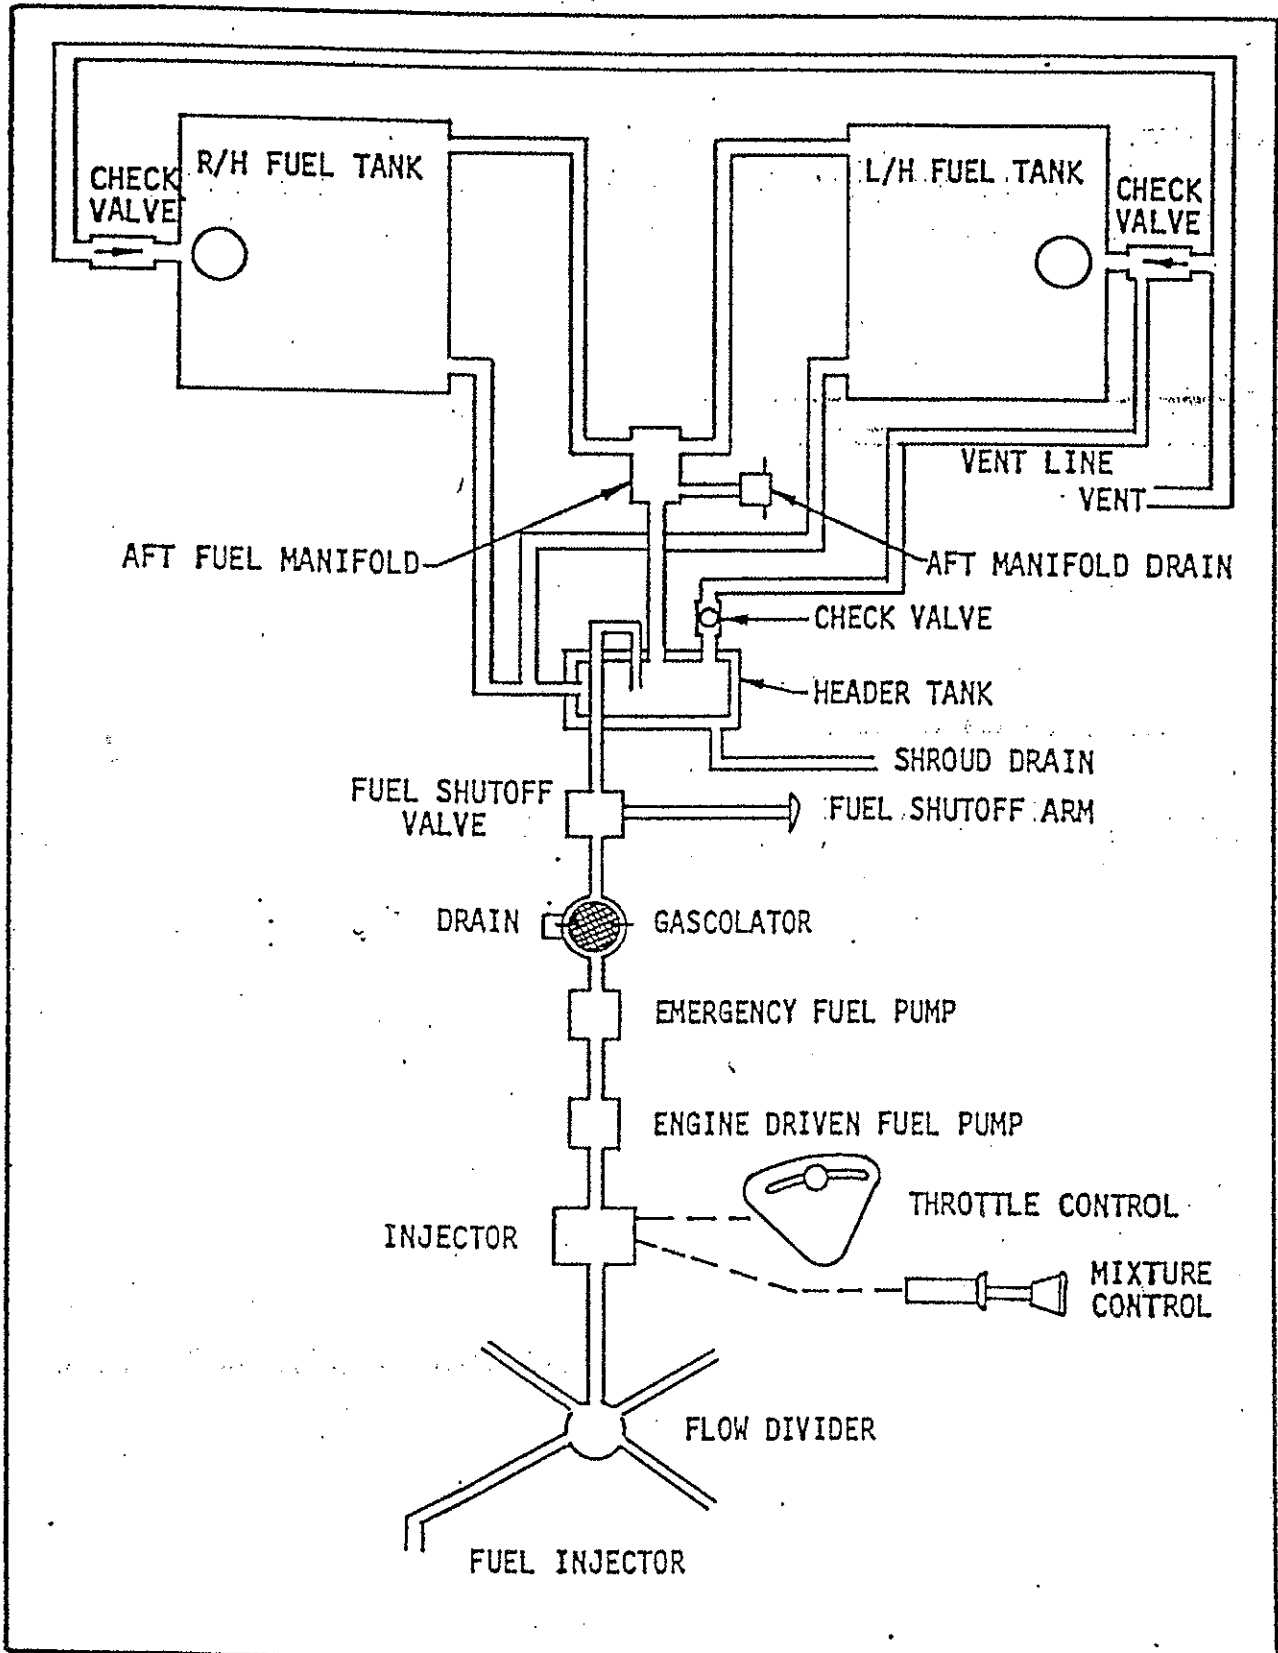 R/H FUEL TANK
CHECK
VALVE
L/H FUEL TANK
CHECK
VALVE
VENT LINE
VENT
AFT FUEL MANIFOLD
AFT MANIFOLD DRAIN
CHECK VALVE
HEADER TANK
SHROUD DRAIN
FUEL SHUTOFF
VALVE
FUEL SHUTOFF ARM
DRAIN
GASCOLATOR
EMERGENCY FUEL PUMP
ENGINE DRIVEN FUEL PUMP
THROTTLE CONTROL
INJECTOR
MIXTURE
CONTROL
FLOW DIVIDER
FUEL INJECTOR